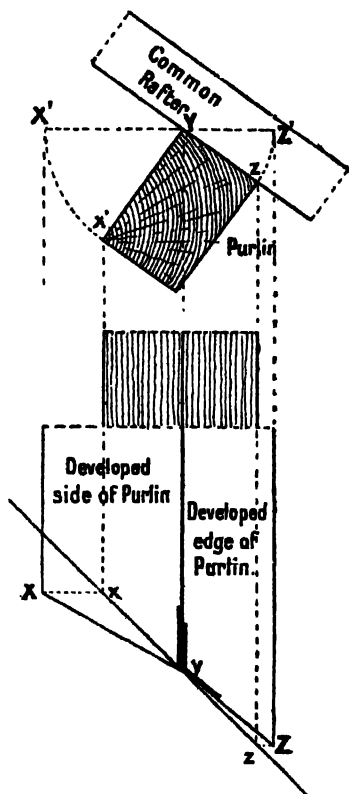 Common
Rafter
y
X'
Z'
z
x'
Purlin
Developed
side of Purlin
Developed
edge of
Purlin.
X
x
y
z
Z